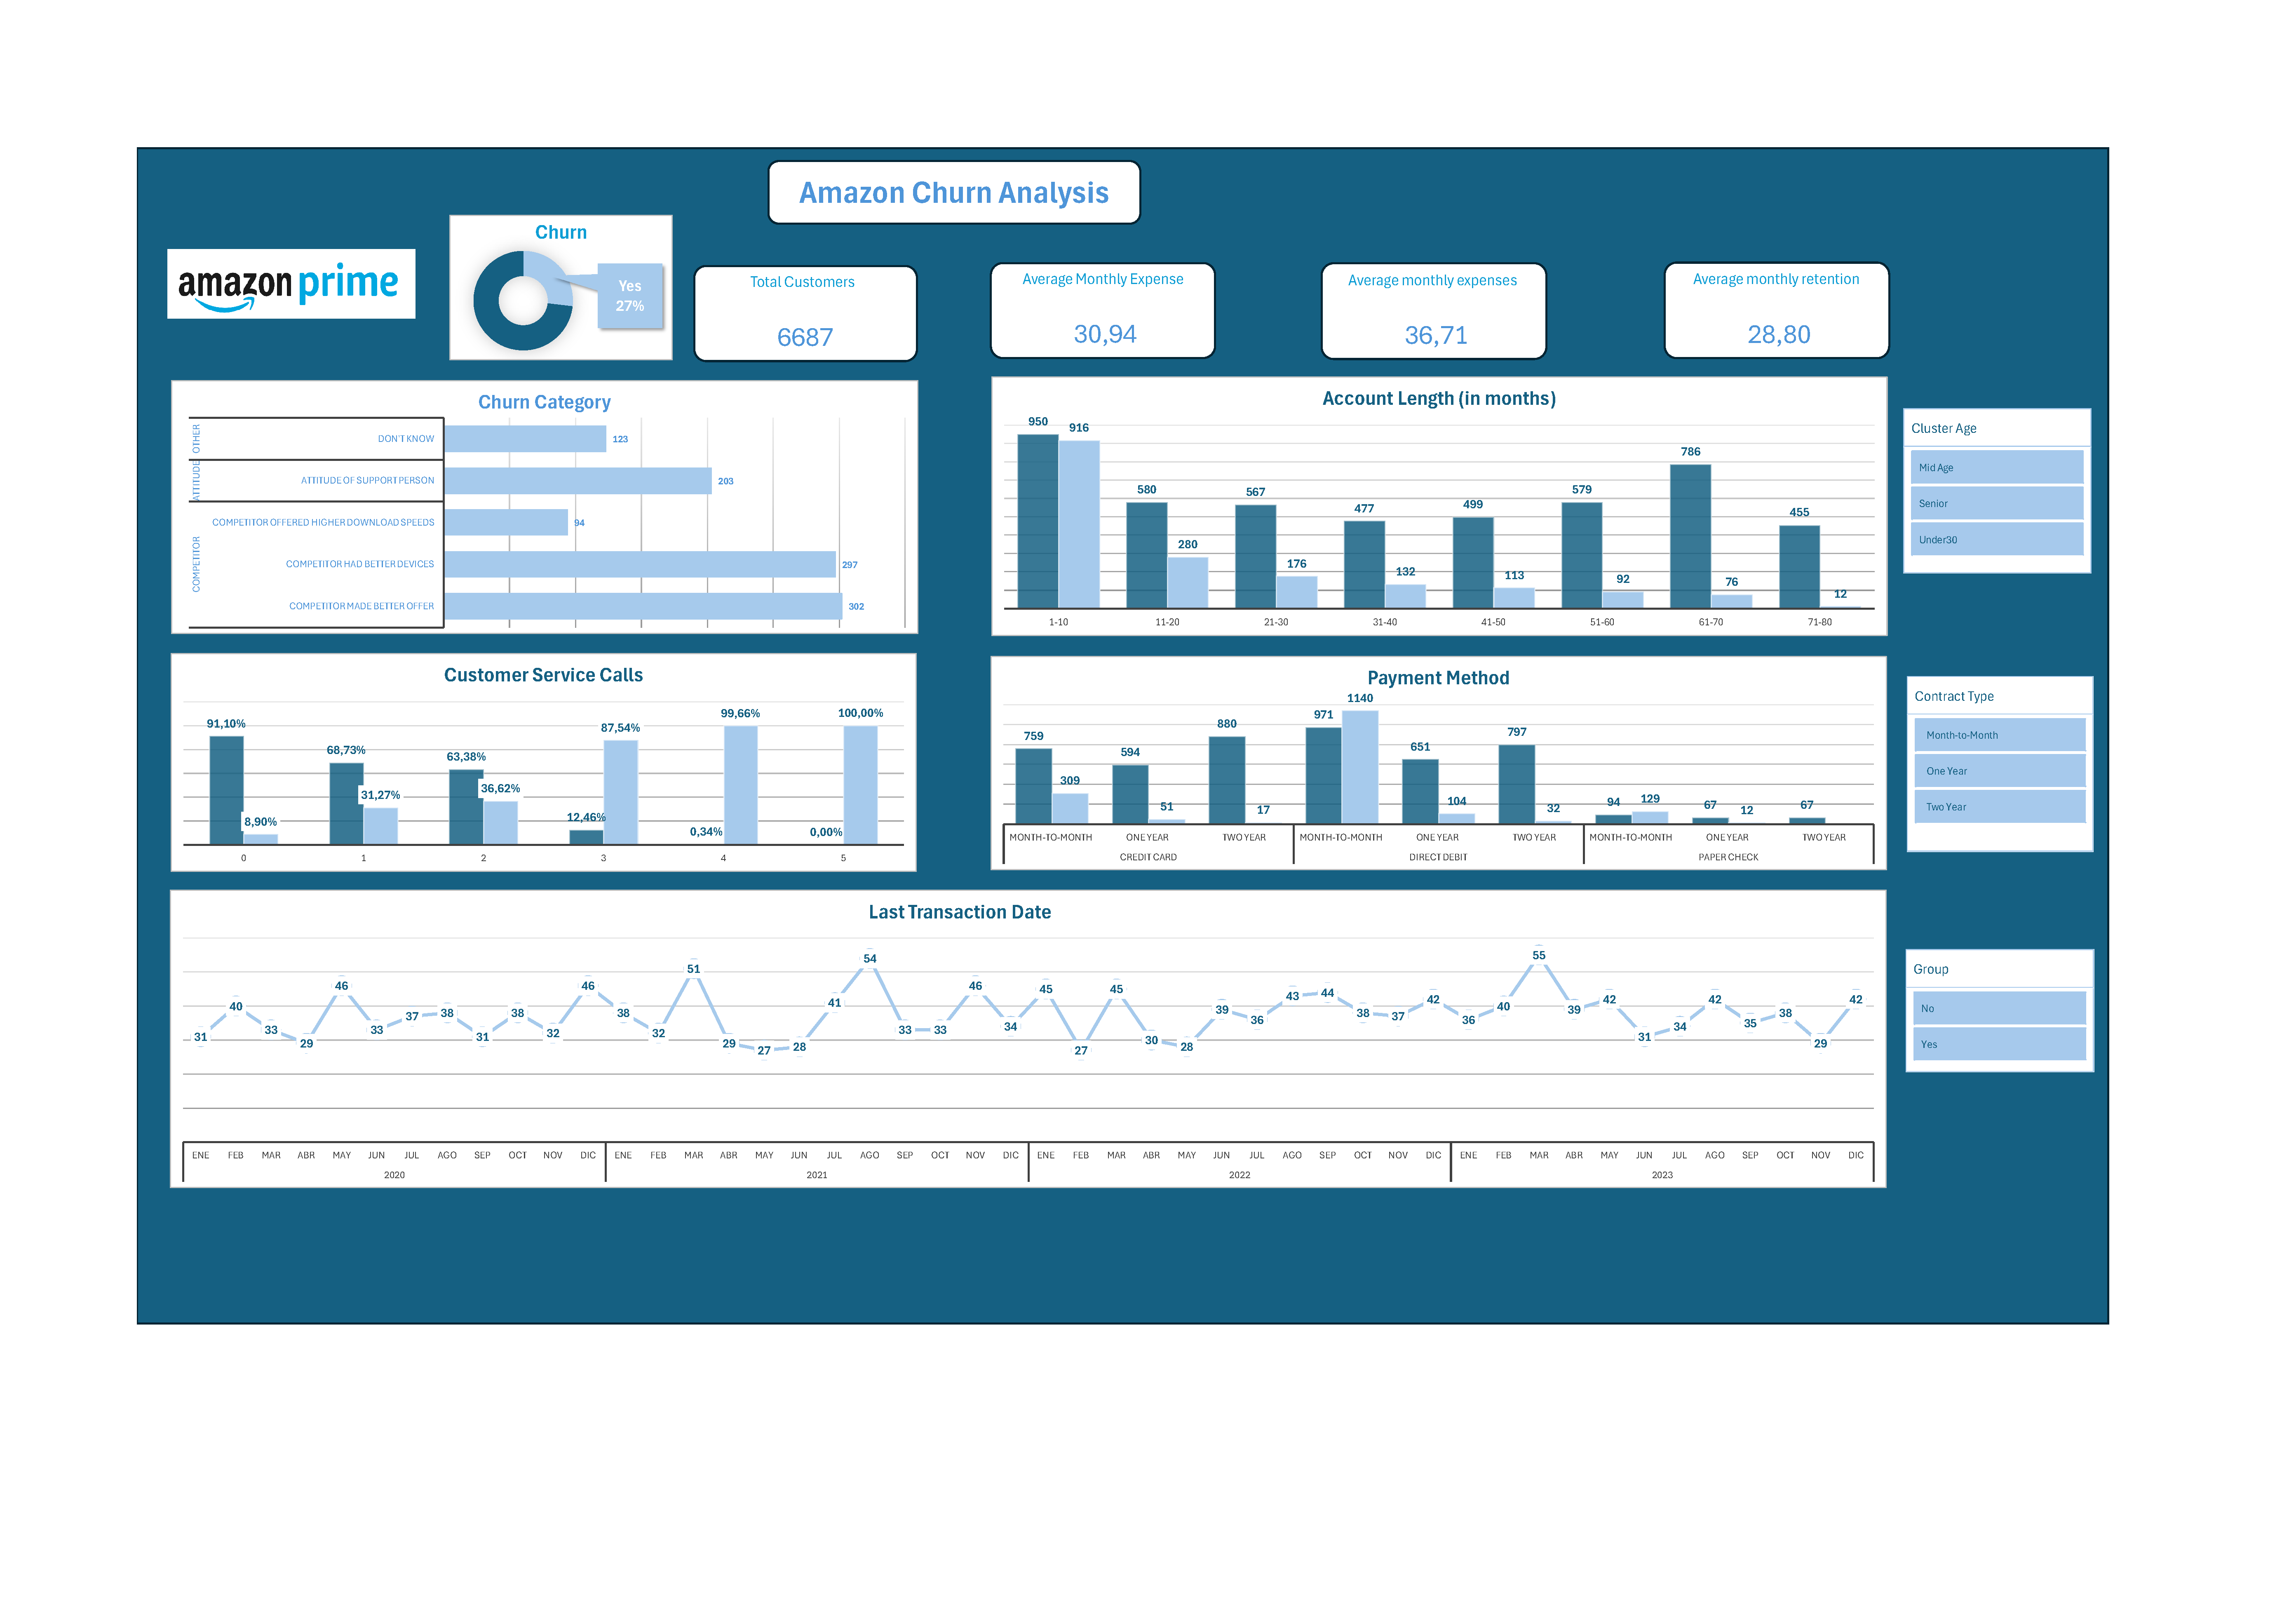 Amazon Churn Analysis
amazon prime
Churn
Yes
27%
Total Customers
6687
Average Monthly Expense
30,94
Average monthly expenses
36,71
Average monthly retention
28,80
Churn Category
OTHER
DON'T KNOW
123
ATTITUDE
ATTITUDE OF SUPPORT PERSON
203
COMPETITOR
COMPETITOR OFFERED HIGHER DOWNLOAD SPEEDS
94
COMPETITOR HAD BETTER DEVICES
297
COMPETITOR MADE BETTER OFFER
302
Account Length (in months)
950 916 580 280 567 176 477 132 499 113 579 92 786 76 455 12
1-10 11-20 21-30 31-40 41-50 51-60 61-70 71-80
Cluster Age
Mid Age
Senior
Under30
Customer Service Calls
91,10% 8,90% 68,73% 31,27% 63,38% 36,62% 12,46% 87,54% 0,34% 99,66% 0,00% 100,00%
0 1 2 3 4 5
Payment Method
759 309 594 51 880 17 971 1140 651 104 797 32 94 129 67 12 67
MONTH-TO-MONTH ONE YEAR TWO YEAR MONTH-TO-MONTH ONE YEAR TWO YEAR MONTH-TO-MONTH ONE YEAR TWO YEAR
CREDIT CARD DIRECT DEBIT PAPER CHECK
Contract Type
Month-to-Month
One Year
Two Year
Last Transaction Date
31 40 33 29 46 33 37 38 31 38 32 46 38 32 51 29 27 28 41 54 33 33 46 34 45 27 45 30 28 39 36 43 44 38 37 42 36 40 55 39 42 31 34 42 35 38 29 42
ENE FEB MAR ABR MAY JUN JUL AGO SEP OCT NOV DIC ENE FEB MAR ABR MAY JUN JUL AGO SEP OCT NOV DIC ENE FEB MAR ABR MAY JUN JUL AGO SEP OCT NOV DIC ENE FEB MAR ABR MAY JUN JUL AGO SEP OCT NOV DIC
2020 2021 2022 2023
Group
No
Yes